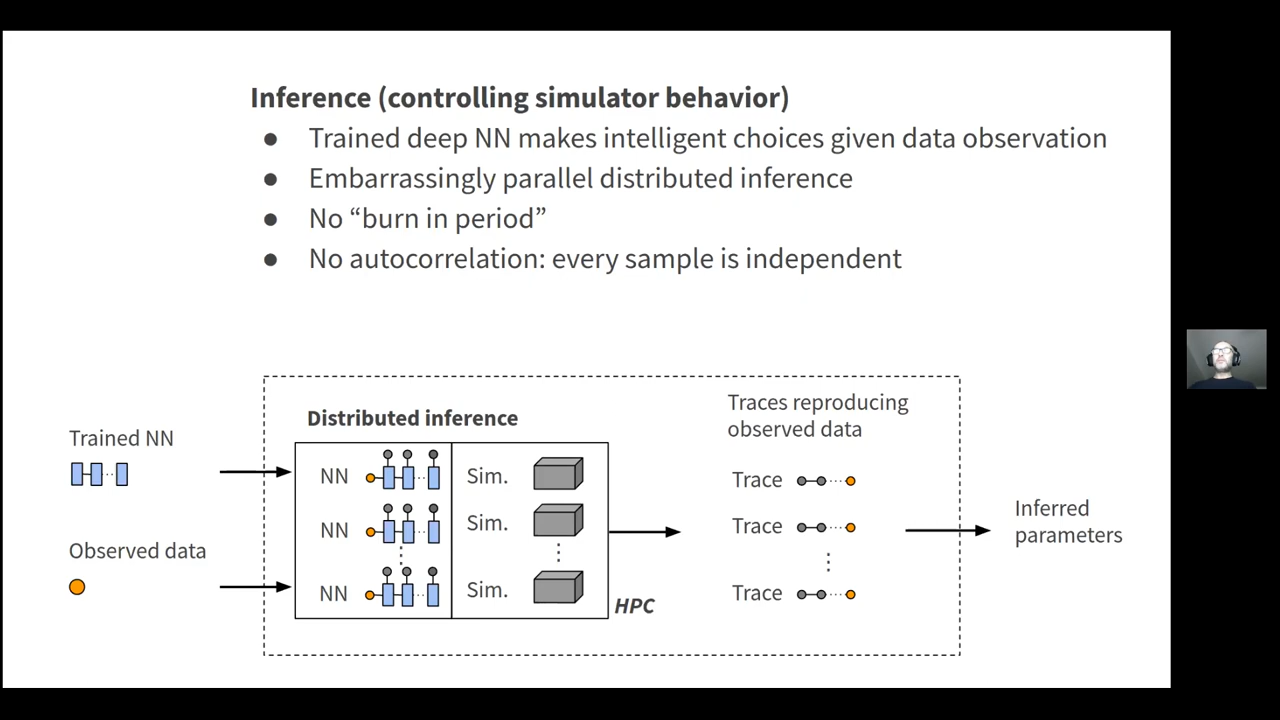 Inference (controlling simulator behavior)
● Trained deep NN makes intelligent choices given data observation
● Embarrassingly parallel distributed inference
● No “burn in period”
● No autocorrelation: every sample is independent
Trained NN
Observed data
Distributed inference
NN
Sim.
NN
Sim.
NN
Sim.
HPC
Traces reproducing
observed data
Trace
Trace
Trace
Inferred
parameters